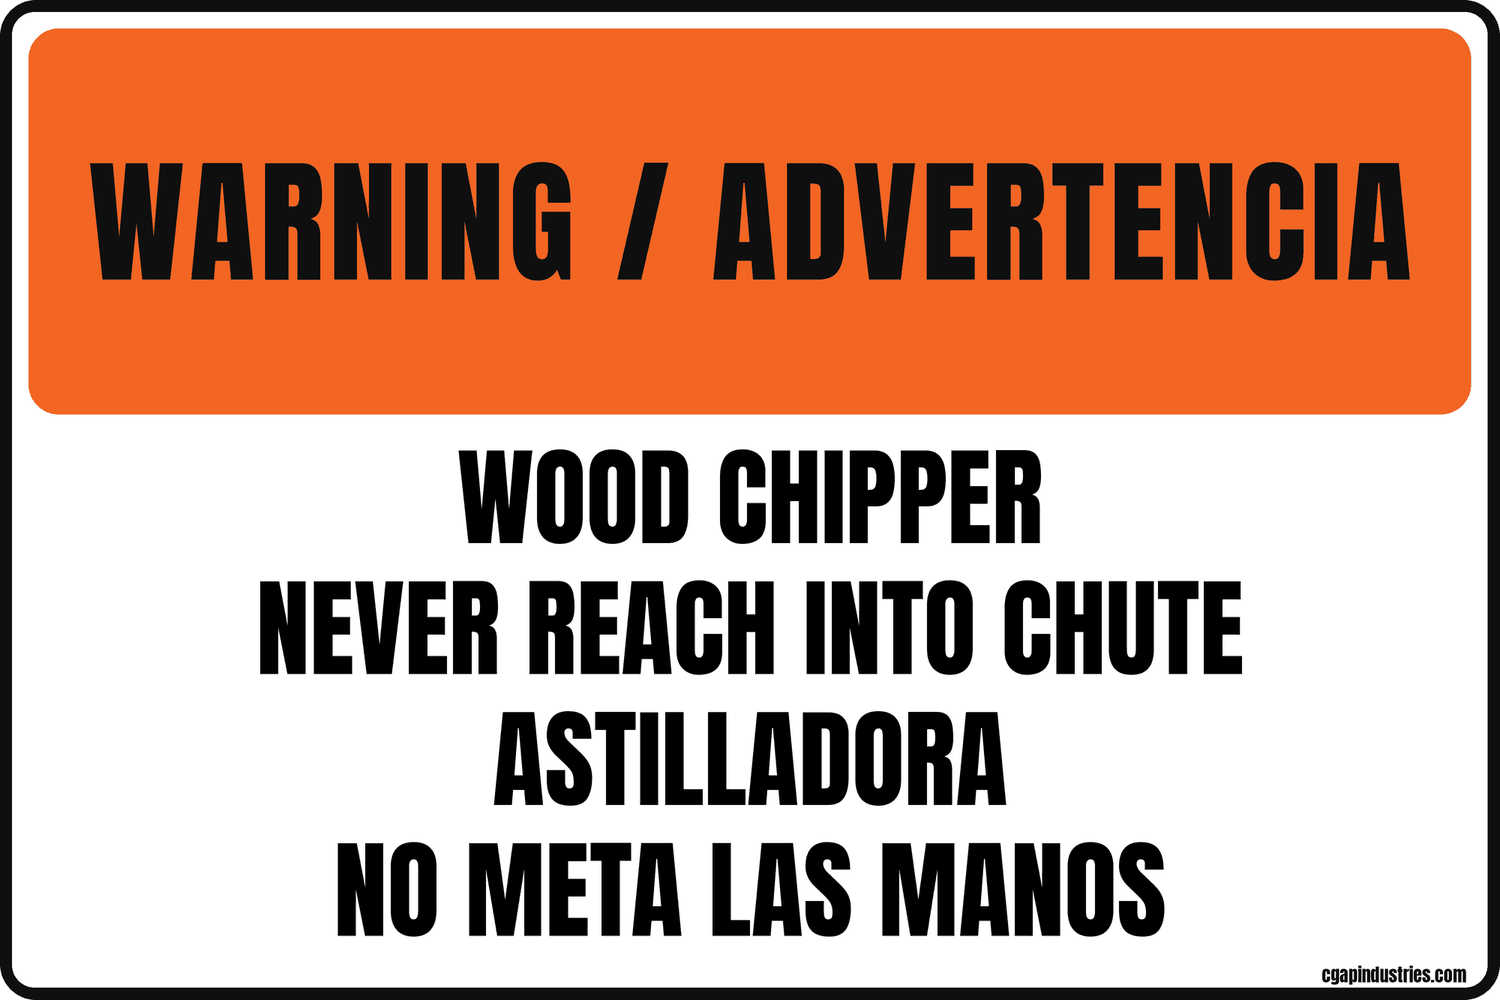 WARNING / ADVERTENCIA
WOOD CHIPPER
NEVER REACH INTO CHUTE
ASTILLADORA
NO META LAS MANOS
cgapindustries.com